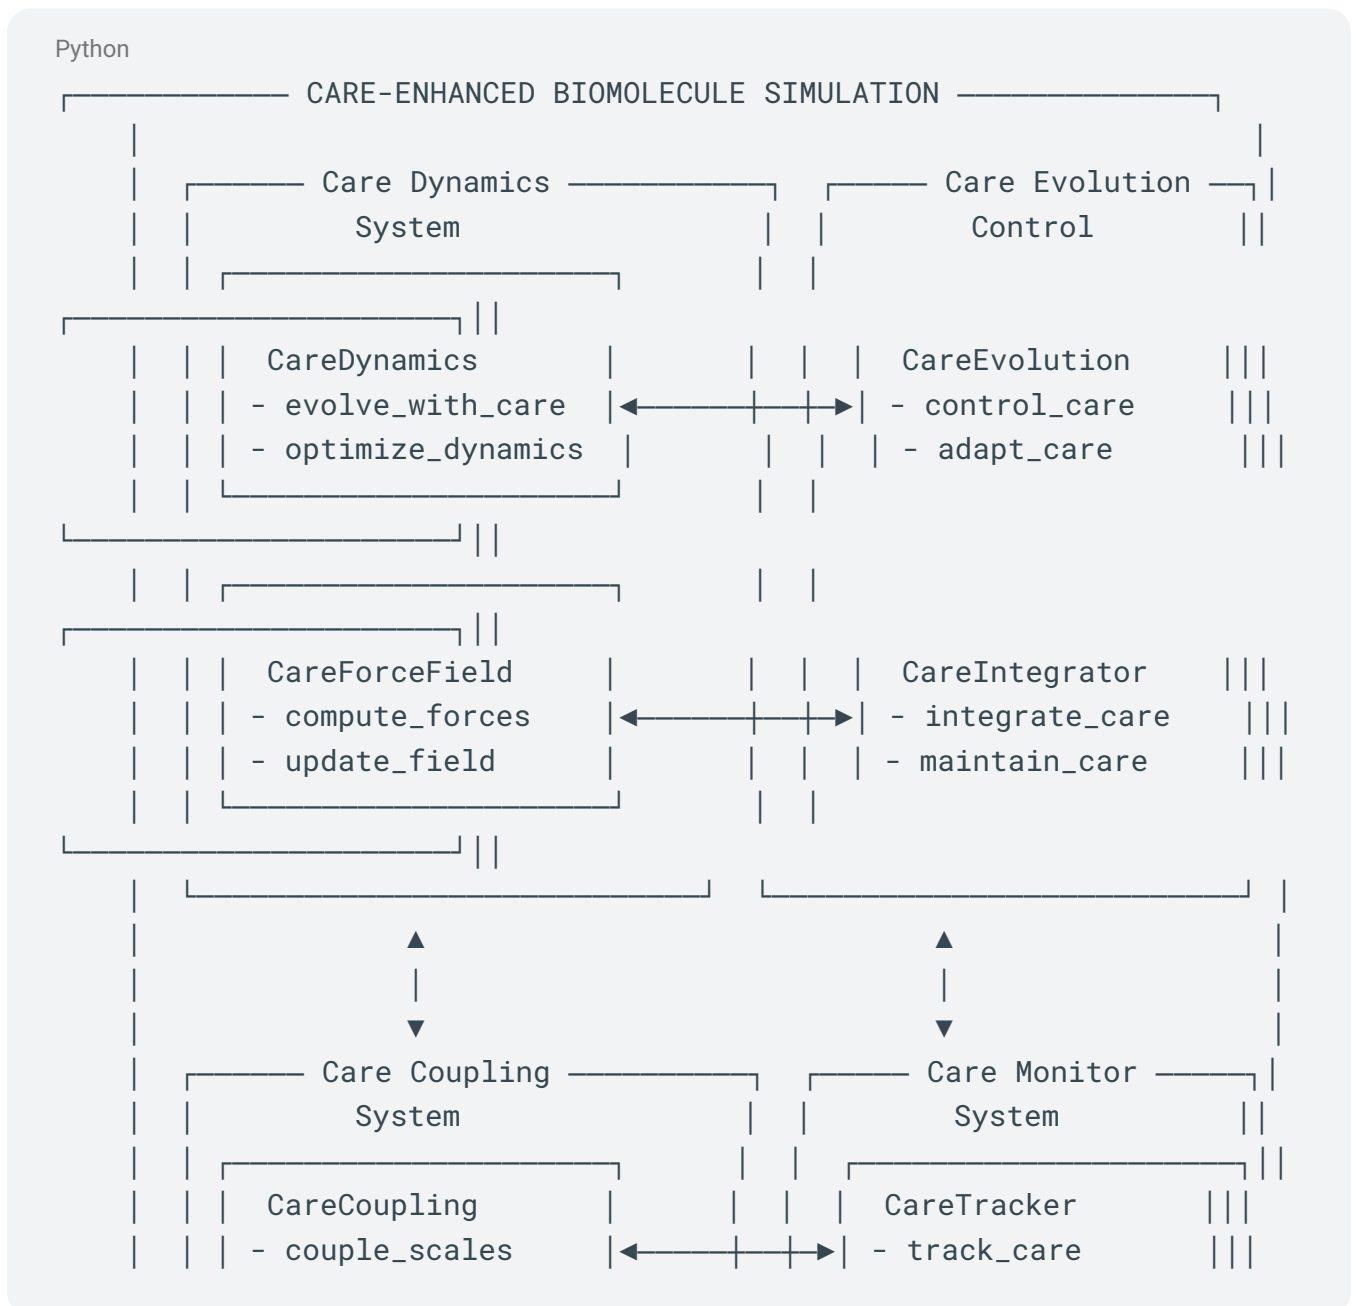 Python
┌──────────── CARE-ENHANCED BIOMOLECULE SIMULATION ──────────────┐
│ │
│ ┌────── Care Dynamics ───────────┐ ┌───── Care Evolution ──┐│
│ │ System │ │ Control ││
│ │ ┌─────────────────────┐ │ │
┌─────────────────────┐││
│ │ │ CareDynamics │ │ │ │ CareEvolution │││
│ │ │ - evolve_with_care │◄──────┼──┼─►│ - control_care │││
│ │ │ - optimize_dynamics │ │ │ │ - adapt_care │││
│ │ └─────────────────────┘ │ │
└─────────────────────┘││
│ │ ┌─────────────────────┐ │ │
┌─────────────────────┐││
│ │ │ CareForceField │ │ │ │ CareIntegrator │││
│ │ │ - compute_forces │◄──────┼──┼─►│ - integrate_care │││
│ │ │ - update_field │ │ │ │ - maintain_care │││
│ │ └─────────────────────┘ │ │
└─────────────────────┘││
│ └────────────────────────────┘ └──────────────────────────┘ │
│ ▲ ▲ │
│ │ │ │
│ ▼ ▼ │
│ ┌────── Care Coupling ──────────┐ ┌───── Care Monitor ─────┐│
│ │ System │ │ System ││
│ │ ┌─────────────────────┐ │ │ ┌─────────────────────┐││
│ │ │ CareCoupling │ │ │ │ CareTracker │││
│ │ │ - couple_scales │◄─────┼──┼─►│ - track_care │││